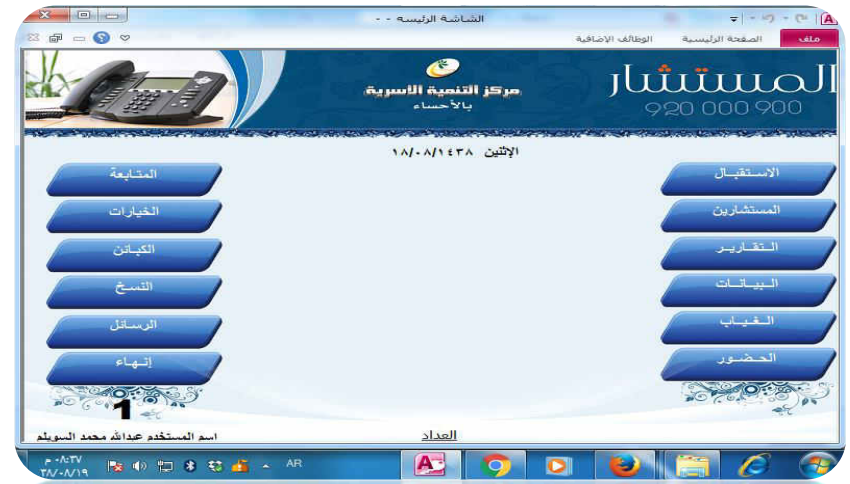 الشاشة الرئيسه - -
ملف
الصفحة الرئيسية
الوظائف الإضافية
المستشار
920 000 900
مركز التنمية الأسرية
بالأحساء
الإثنين ١٨/٠٨/١٤٣٨
الاستقبال
المستشارين
التقارير
البيانات
الغياب
الحضور
المتابعة
الخيارات
الكبائن
النسخ
الرسائل
إنهاء
1
العداد
اسم المستخدم عبدالله محمد السويلم
AR
٠٨:٣٧ م
٣٨/٠٨/١٩